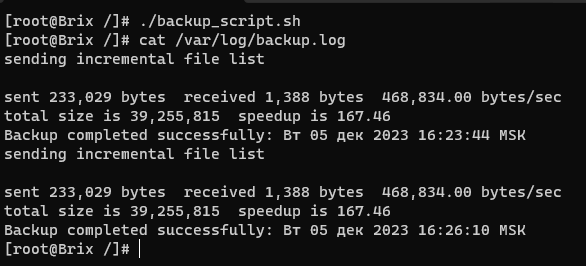 [root@Brix /]# ./backup_script.sh
[root@Brix /]# cat /var/log/backup.log
sending incremental file list
sent 233,029 bytes  received 1,388 bytes  468,834.00 bytes/sec
total size is 39,255,815  speedup is 167.46
Backup completed successfully: Вт 05 дек 2023 16:23:44 MSK
sending incremental file list
sent 233,029 bytes  received 1,388 bytes  468,834.00 bytes/sec
total size is 39,255,815  speedup is 167.46
Backup completed successfully: Вт 05 дек 2023 16:26:10 MSK
[root@Brix /]#